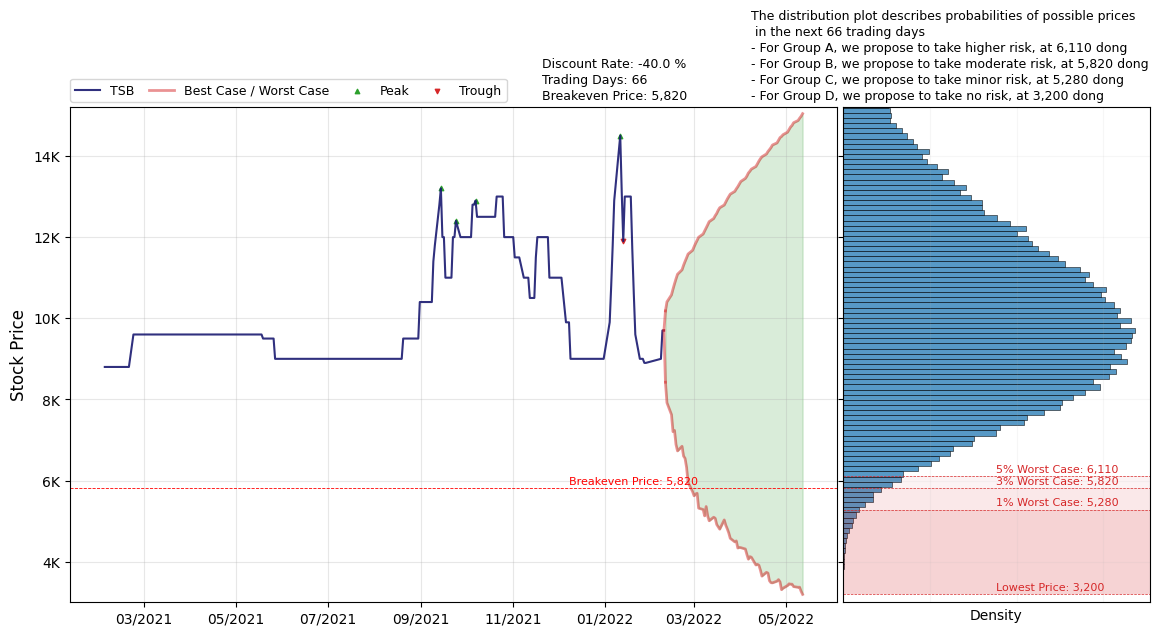 The distribution plot describes probabilities of possible prices
in the next 66 trading days
- For Group A, we propose to take higher risk, at 6,110 dong
- For Group B, we propose to take moderate risk, at 5,820 dong
- For Group C, we propose to take minor risk, at 5,280 dong
- For Group D, we propose to take no risk, at 3,200 dong
Discount Rate: -40.0 %
Trading Days: 66
Breakeven Price: 5,820
TSB
Best Case / Worst Case
Peak
Trough
Stock Price
14K
12K
10K
8K
6K
4K
Breakeven Price: 5,820
03/2021
05/2021
07/2021
09/2021
11/2021
01/2022
03/2022
05/2022
5% Worst Case: 6,110
3% Worst Case: 5,820
1% Worst Case: 5,280
Lowest Price: 3,200
Density